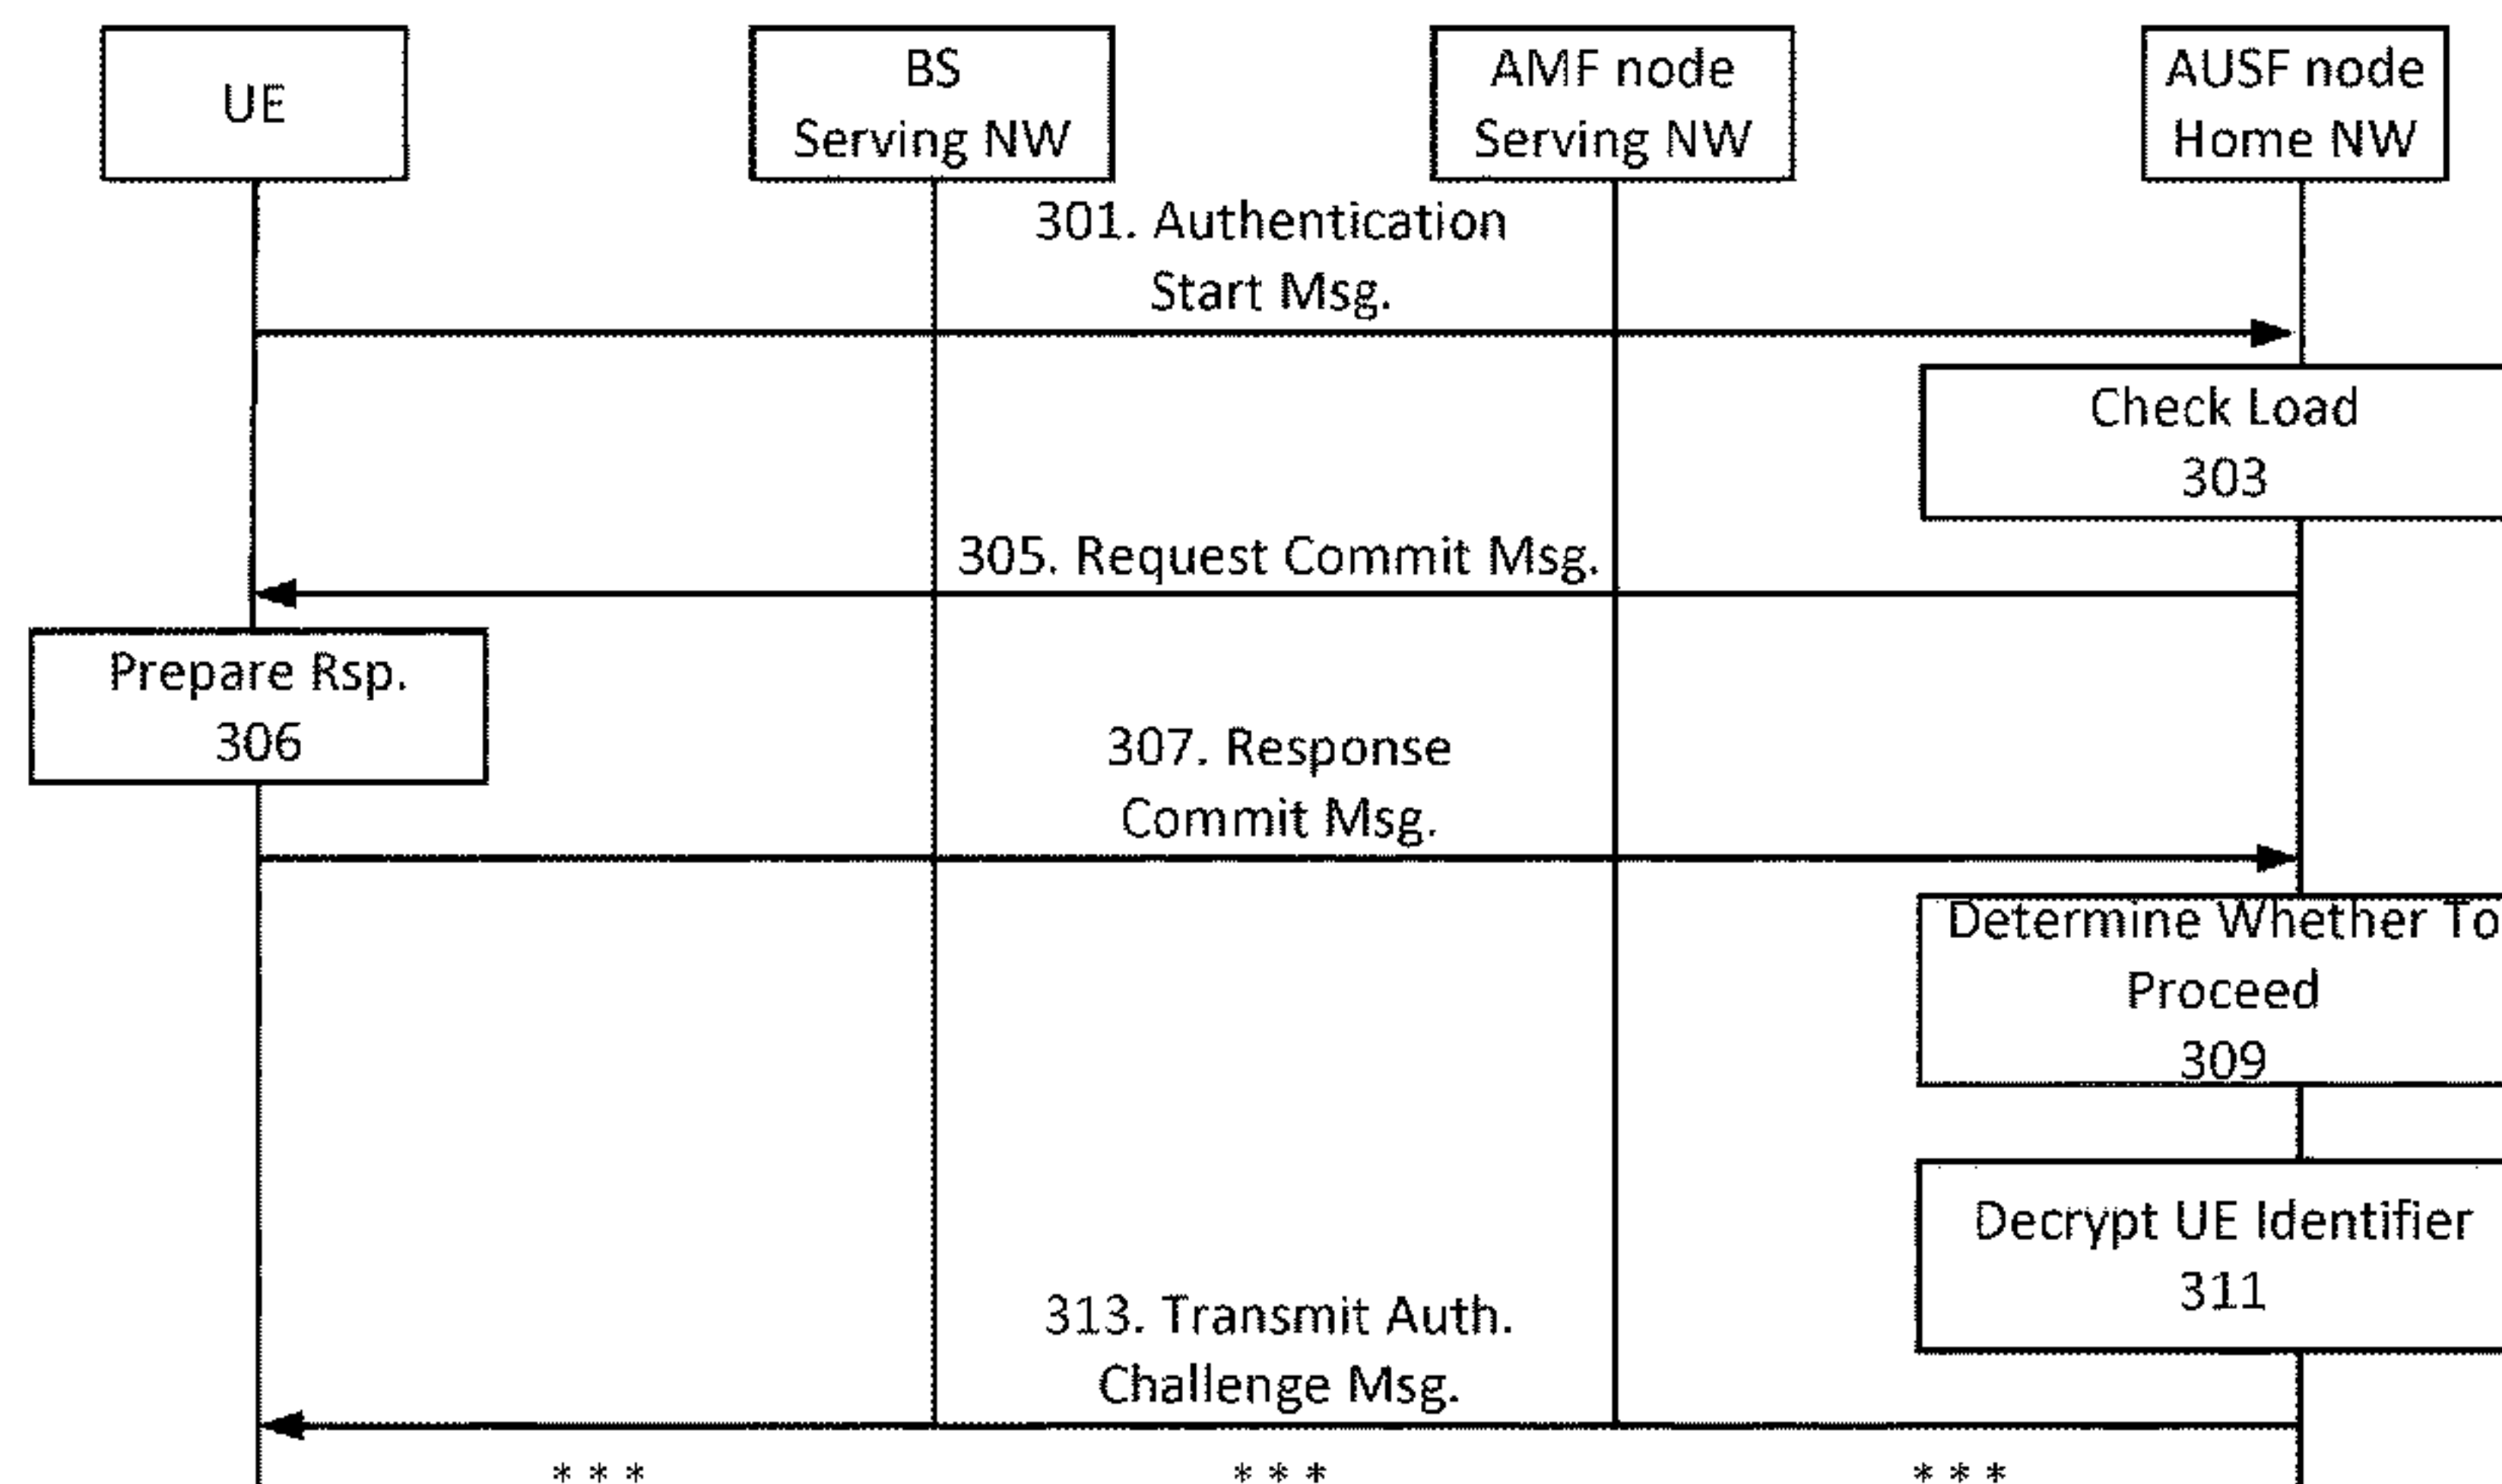 UE
BS
Serving NW
AMF node
Serving NW
AUSF node
Home NW
301. Authentication
Start Msg.
Check Load
303
305. Request Commit Msg.
Prepare Rsp.
306
307. Response
Commit Msg.
Determine Whether To
Proceed
309
Decrypt UE Identifier
311
313. Transmit Auth.
Challenge Msg.
* * *
* * *
* * *